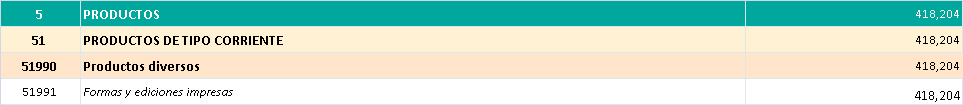 5 PRODUCTOS 418,204
51 PRODUCTOS DE TIPO CORRIENTE 418,204
51990 Productos diversos 418,204
51991 Formas y ediciones impresas 418,204